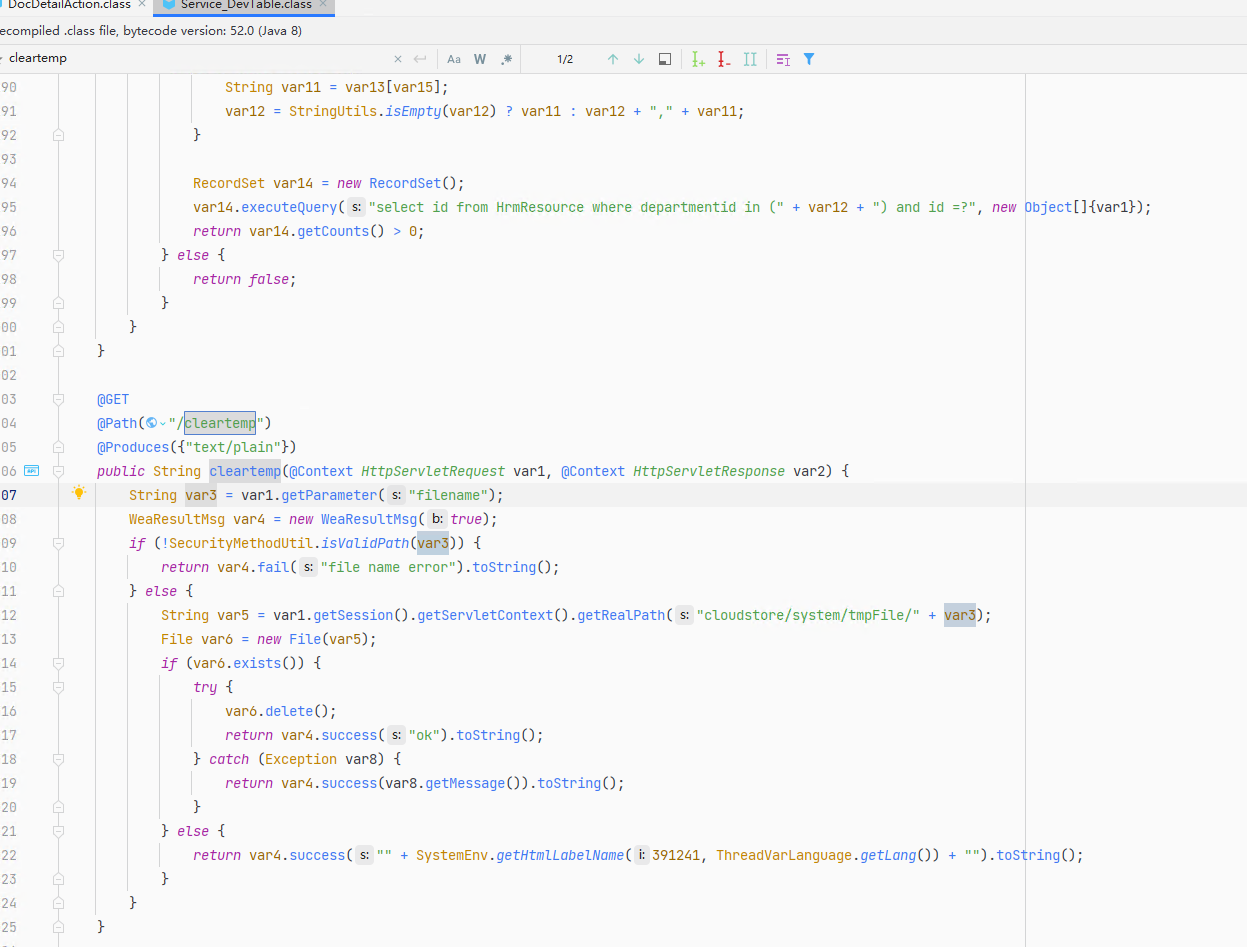 DocDetailAction.class × Service_DevTable.class ×
ecompiled .class file, bytecode version: 52.0 (Java 8)
cleartemp × Aa W .* 1/2
90 String var11 = var13[var15];
91 var12 = StringUtils.isEmpty(var12) ? var11 : var12 + "," + var11;
92 }
93
94 RecordSet var14 = new RecordSet();
95 var14.executeQuery( s: "select id from HrmResource where departmentid in (" + var12 + ") and id =?", new Object[]{var1});
96 return var14.getCounts() > 0;
97 } else {
98 return false;
99 }
00 }
01 }
02
03 @GET
04 @Path( "/cleartemp")
05 @Produces({"text/plain"})
06 API public String cleartemp(@Context HttpServletRequest var1, @Context HttpServletResponse var2) {
07 String var3 = var1.getParameter( s: "filename");
08 WeaResultMsg var4 = new WeaResultMsg( b: true);
09 if (!SecurityMethodUtil.isValidPath(var3)) {
10 return var4.fail( s: "file name error").toString();
11 } else {
12 String var5 = var1.getSession().getServletContext().getRealPath( s: "cloudstore/system/tmpFile/" + var3);
13 File var6 = new File(var5);
14 if (var6.exists()) {
15 try {
16 var6.delete();
17 return var4.success( s: "ok").toString();
18 } catch (Exception var8) {
19 return var4.success(var8.getMessage()).toString();
20 }
21 } else {
22 return var4.success( s: "" + SystemEnv.getHtmlLabelName( i: 391241, ThreadVarLanguage.getLang()) + "").toString();
23 }
24 }
25 }